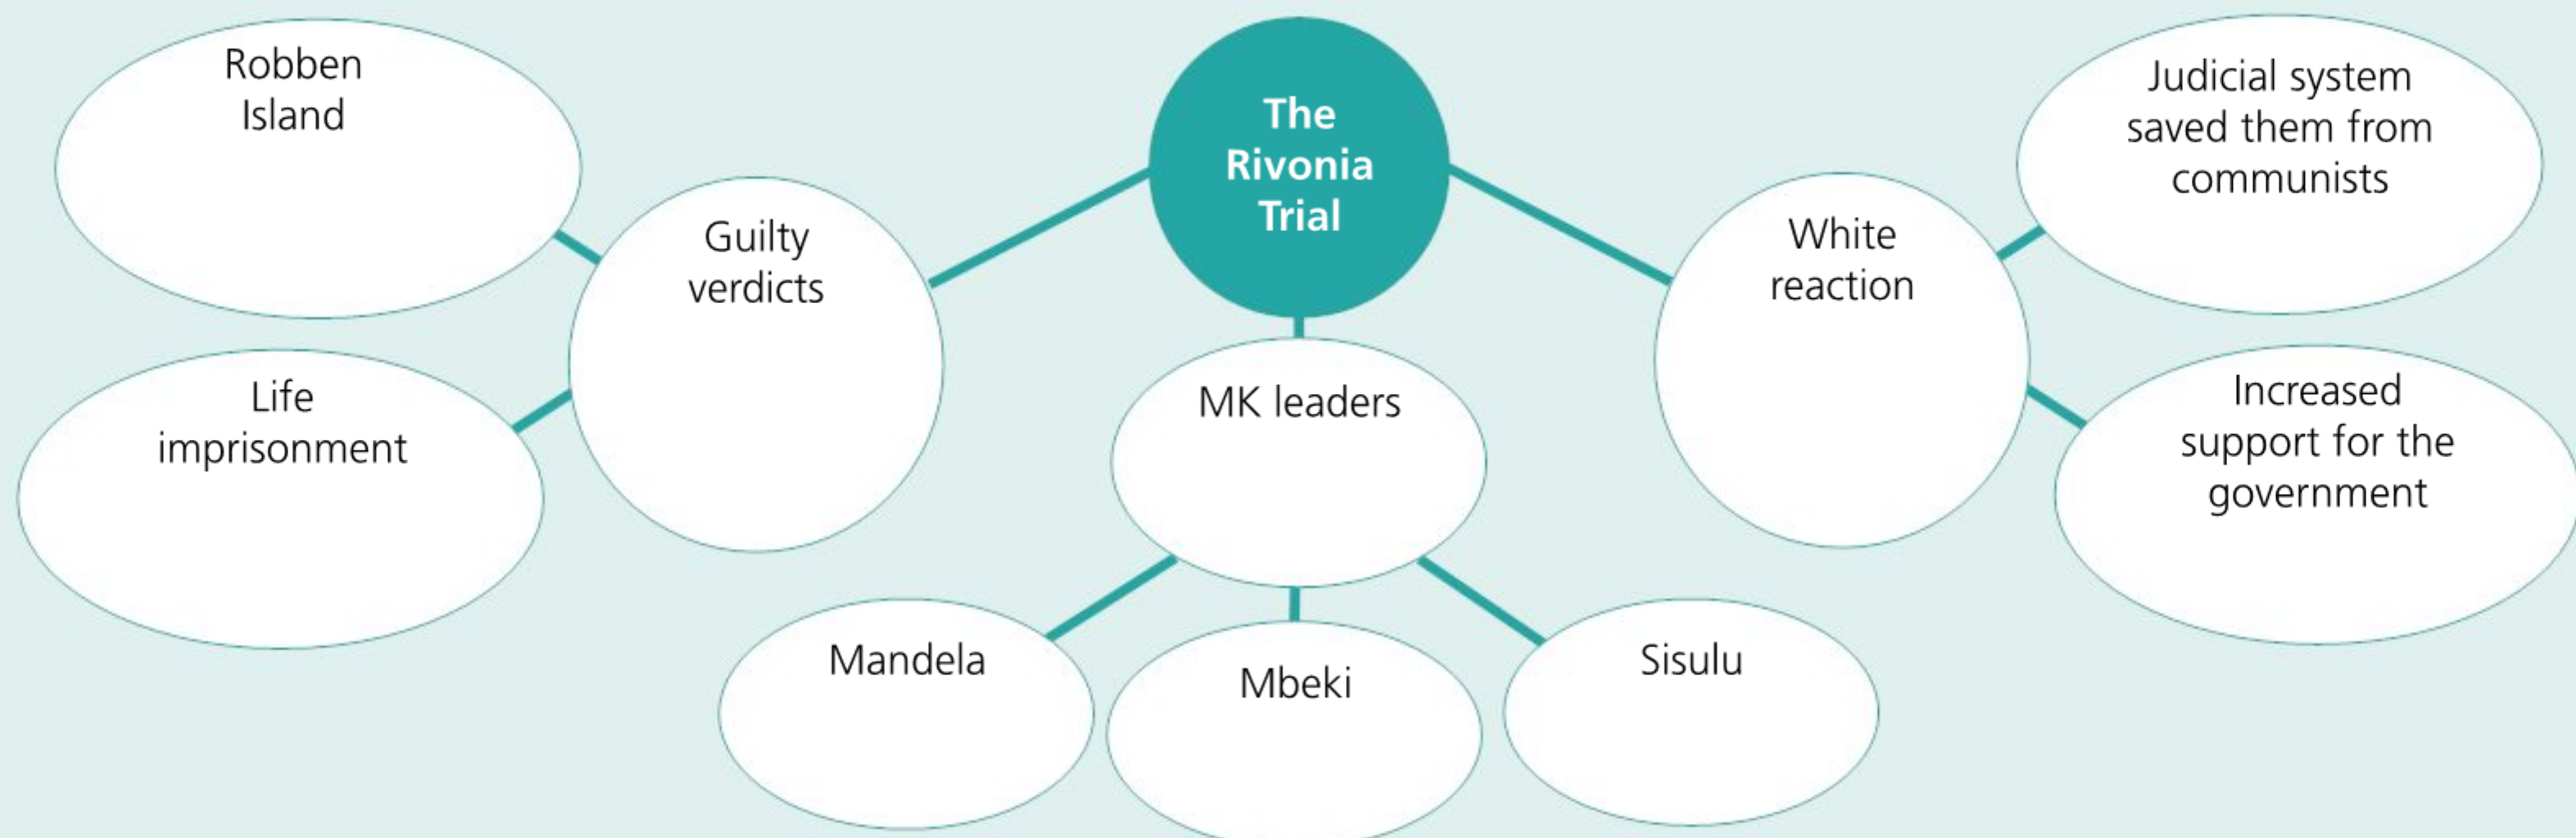 The
Rivonia
Trial
Guilty
verdicts
Robben
Island
Life
imprisonment
MK leaders
Mandela
Mbeki
Sisulu
White
reaction
Judicial system
saved them from
communists
Increased
support for the
government